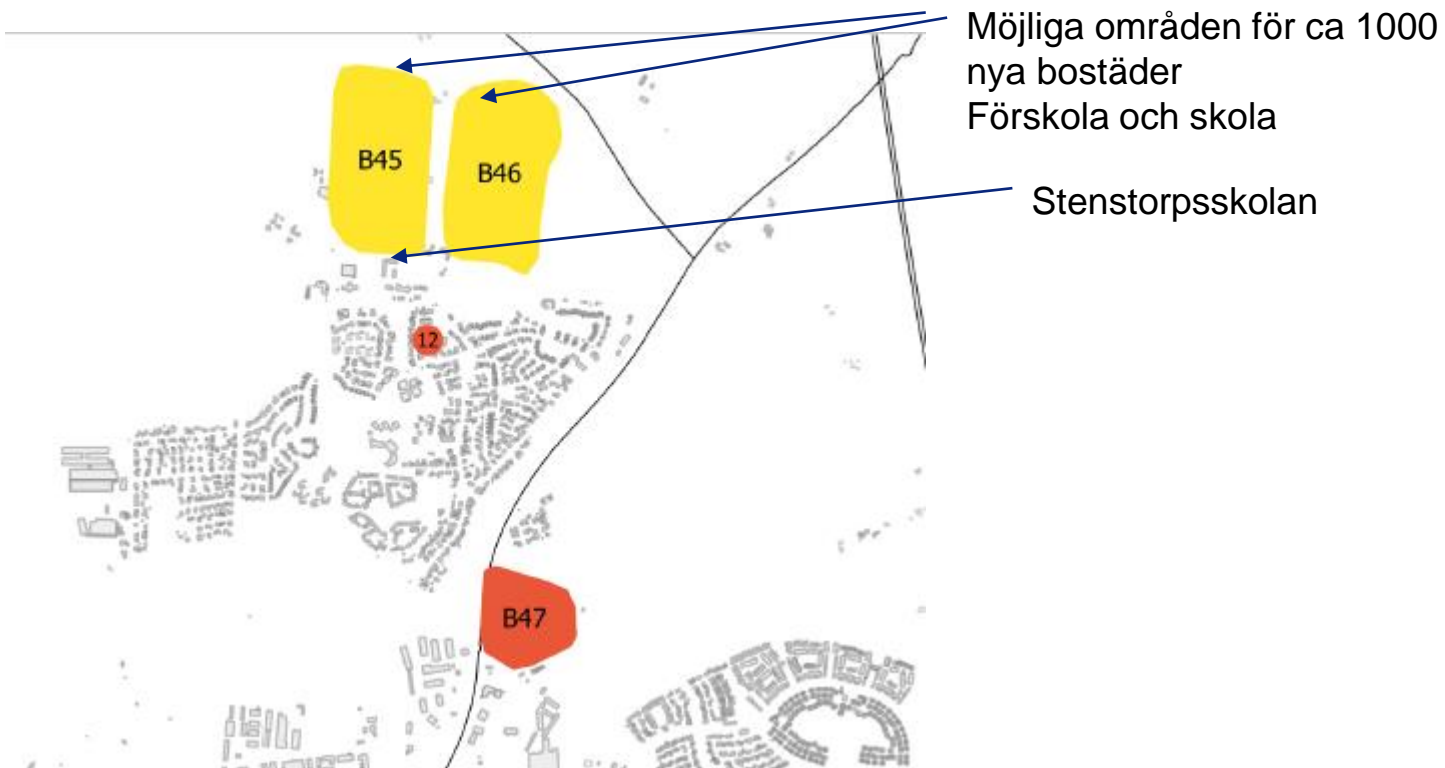 Möjliga områden för ca 1000
nya bostäder
Förskola och skola
Stenstorpsskolan
B45
B46
12
B47